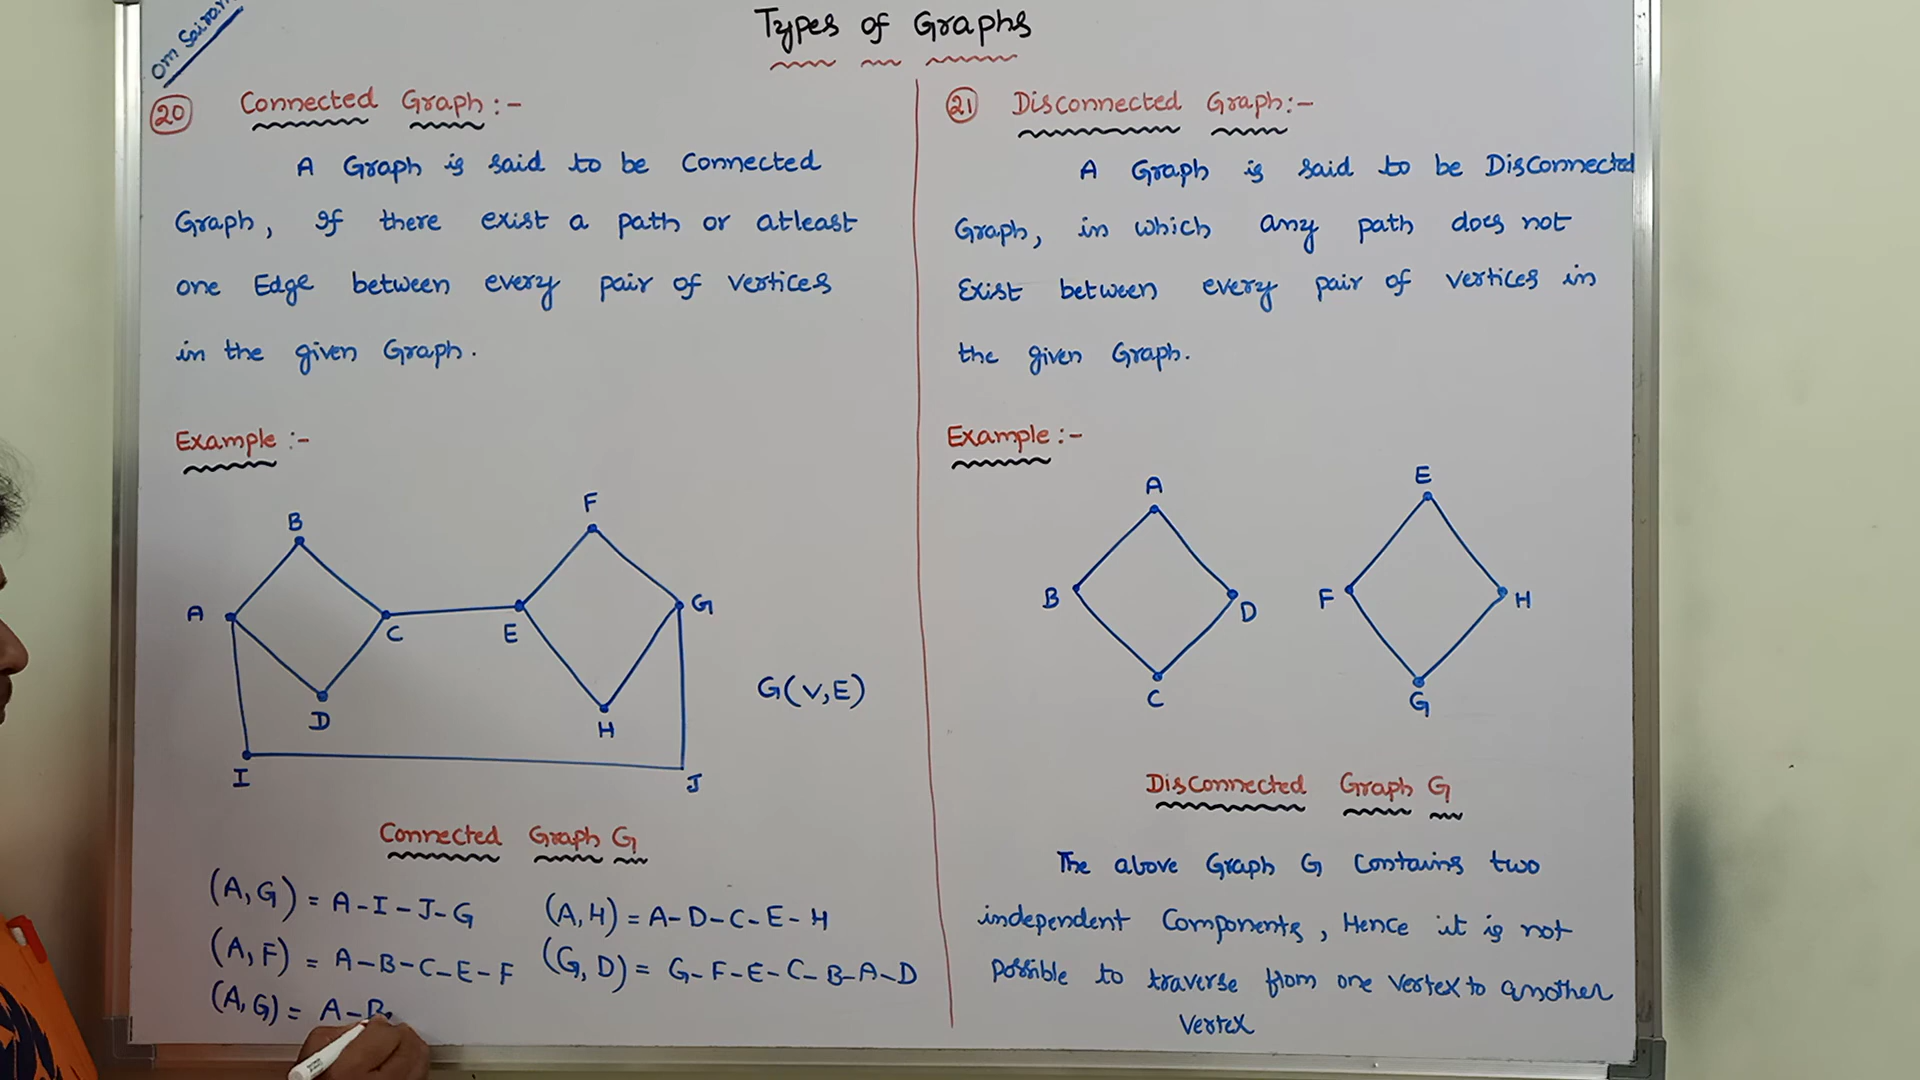 Om Sairam
Types of Graphs
20 Connected Graph :-
A Graph is said to be Connected
Graph, If there exist a path or atleast
one Edge between every pair of vertices
in the given Graph.
Example :-
B
F
A
C
E
G
D
H
I
J
G(V,E)
Connected Graph G
(A,G) = A-I-J-G
(A,H) = A-D-C-E-H
(A,F) = A-B-C-E-F
(G,D) = G-F-E-C-B-A-D
(A,G) = A-B
21 Disconnected Graph:-
A Graph is said to be Disconnected
Graph, in which any path does not
Exist between every pair of vertices in
the given Graph.
Example :-
A
E
B
D
F
H
C
G
Disconnected Graph G
The above Graph G Contains two
independent Components, Hence it is not
possible to traverse from one vertex to another
vertex